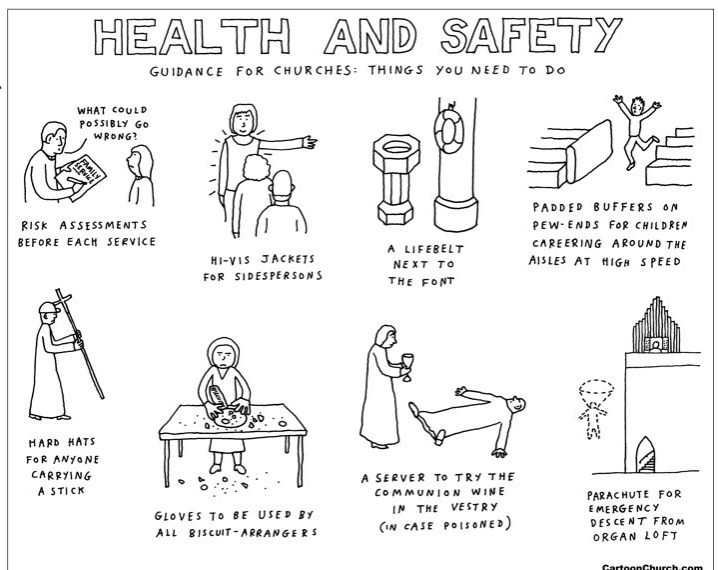 HEALTH AND SAFETY
GUIDANCE FOR CHURCHES: THINGS YOU NEED TO DO
WHAT COULD
POSSIBLY GO
WRONG?
FAMILY
SERVICE
RISK ASSESSMENTS
BEFORE EACH SERVICE
HI-VIS JACKETS
FOR SIDESPERSONS
A LIFEBELT
NEXT TO
THE FONT
PADDED BUFFERS ON
PEW-ENDS FOR CHILDREN
CAREERING AROUND THE
AISLES AT HIGH SPEED
HARD HATS
FOR ANYONE
CARRYING
A STICK
GLOVES TO BE USED BY
ALL BISCUIT-ARRANGERS
A SERVER TO TRY THE
COMMUNION WINE
IN THE VESTRY
(IN CASE POISONED)
PARACHUTE FOR
EMERGENCY
DESCENT FROM
ORGAN LOFT
CartoonChurch.com